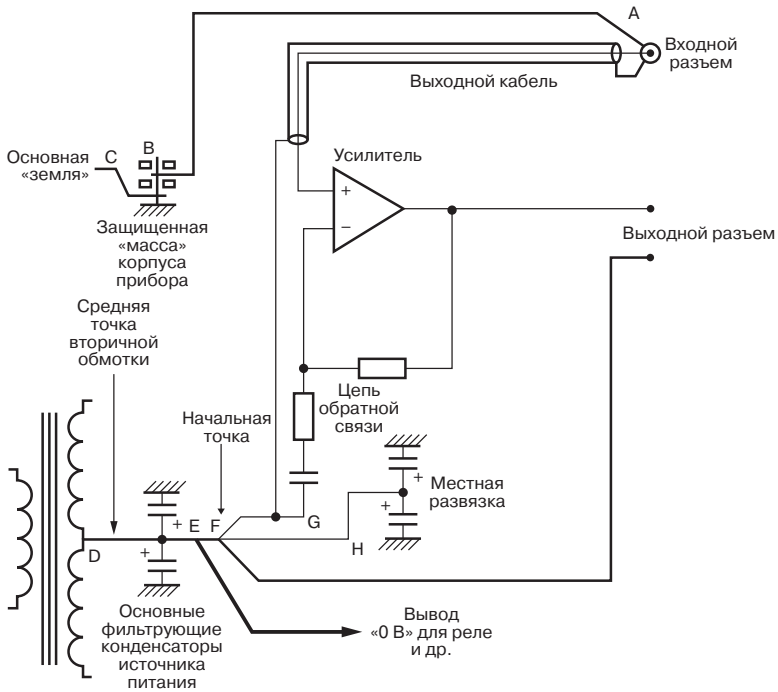 A
Входной
разъем
Выходной кабель
Усилитель
B
C
Основная
«земля»
+
−
Защищенная
«масса»
корпуса
прибора
Выходной разъем
Средняя
точка
вторичной
обмотки
Цепь
обратной
связи
Начальная
точка
+
Местная
развязка
+
+ E F
G
D
+
H
Основные
фильтрующие
конденсаторы
источника
питания
Вывод
«0 В» для реле
и др.